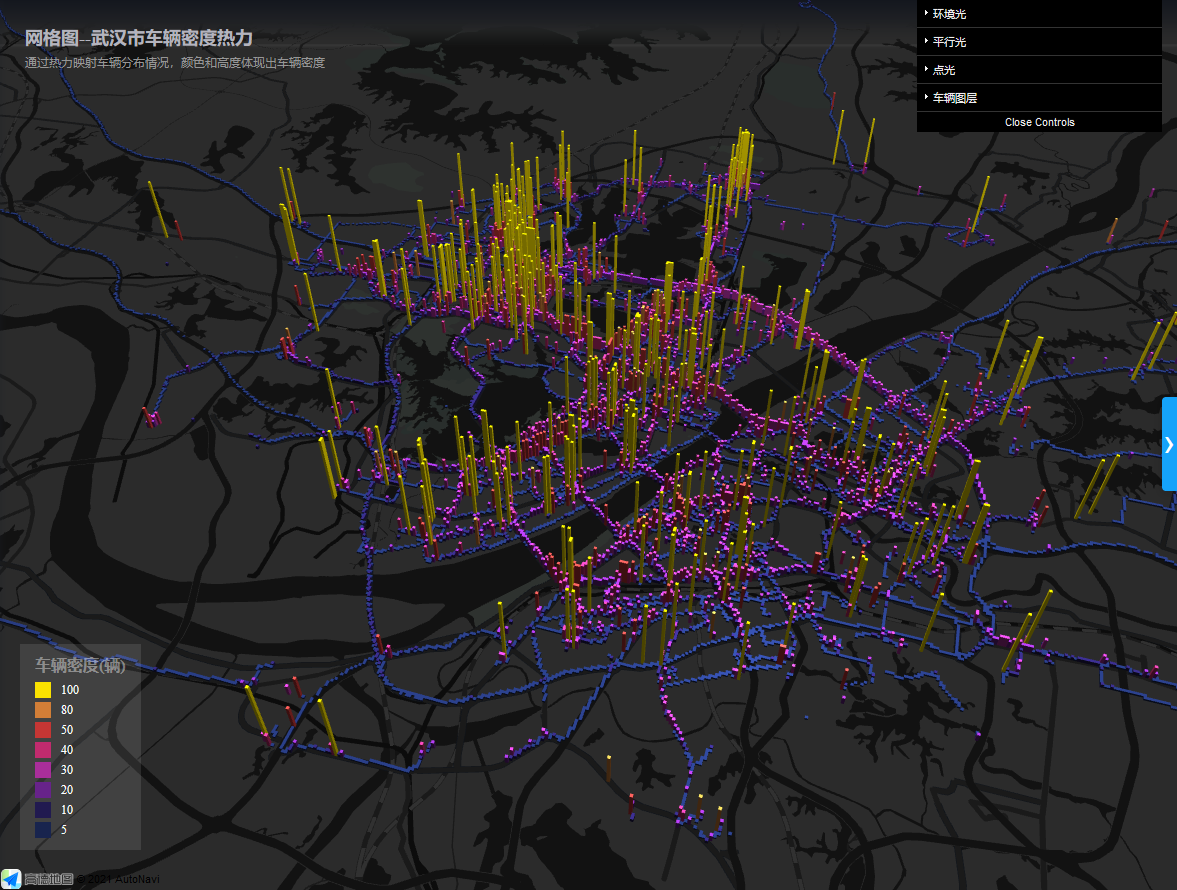 网格图--武汉市车辆密度热力
通过热力映射车辆分布情况，颜色和高度体现出车辆密度
环境光
平行光
点光
车辆图层
Close Controls
❯
车辆密度(辆)
100
80
50
40
30
20
10
5
高德地图 © 2021 AutoNavi